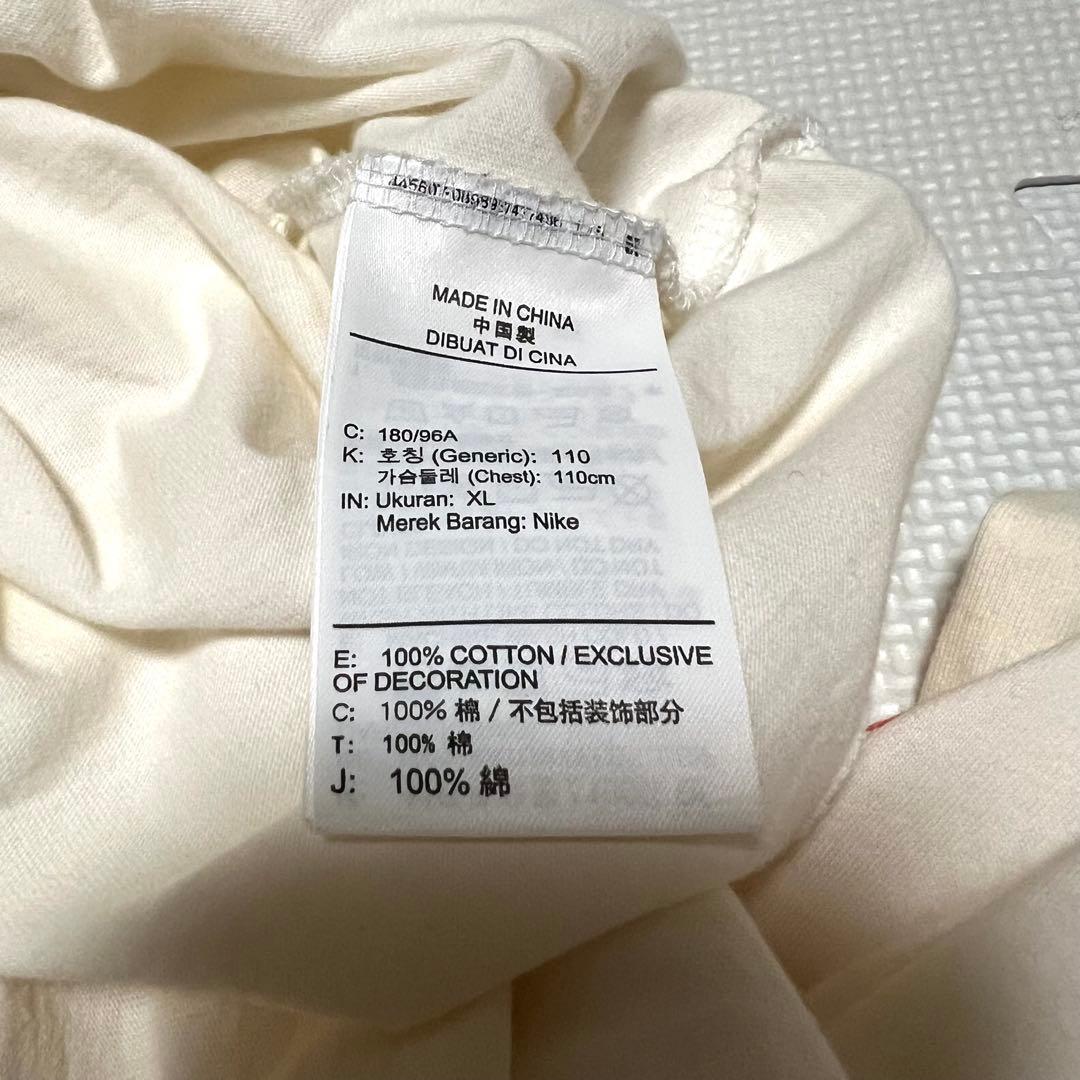 MADE IN CHINA
中国製
DIBUAT DI CINA
C: 180/96A
K: 호칭 (Generic): 110
가슴둘레 (Chest): 110cm
IN: Ukuran: XL
Merek Barang: Nike
E: 100% COTTON / EXCLUSIVE
OF DECORATION
C: 100% 棉 / 不包括装饰部分
T: 100% 棉
J: 100% 綿